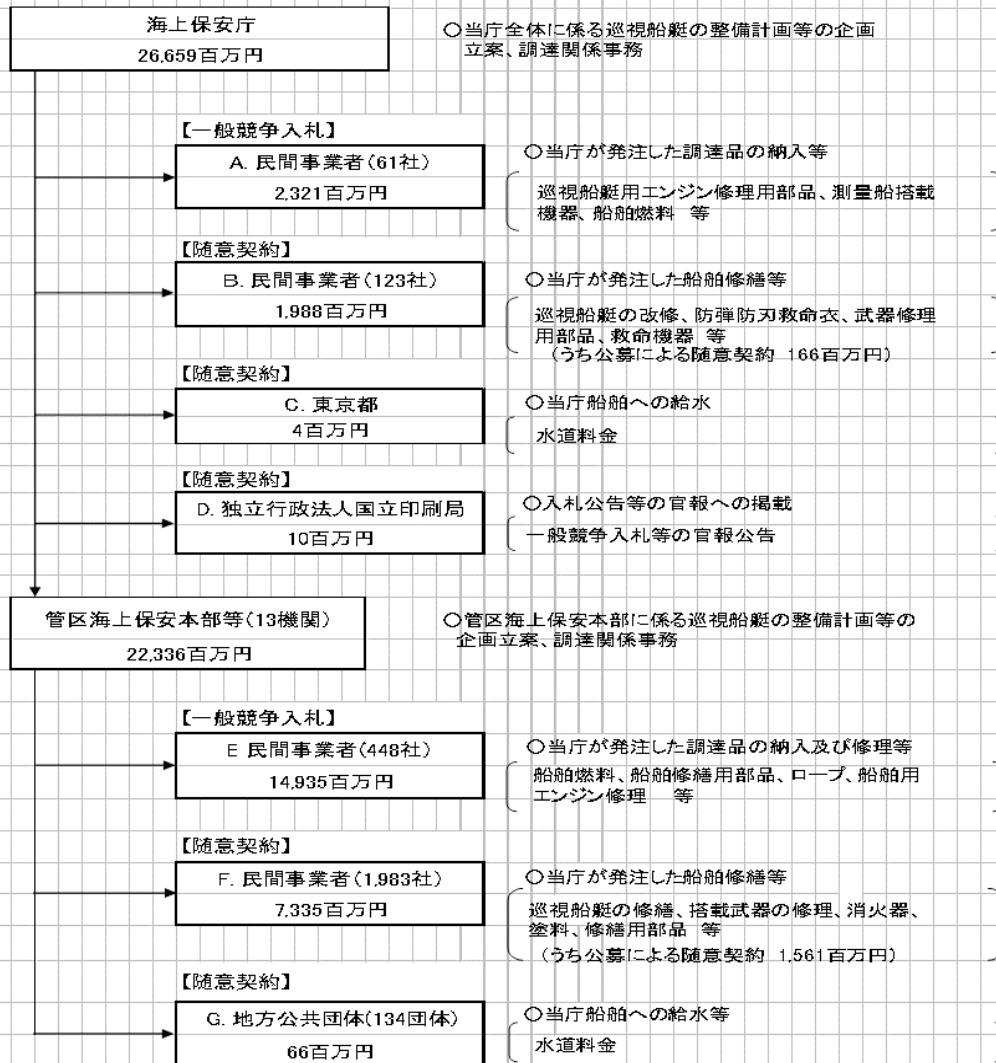 海上保安庁
26,659百万円
○当庁全体に係る巡視船艇の整備計画等の企画
立案、調達関係事務
【一般競争入札】
A. 民間事業者(61社)
2,321百万円
○当庁が発注した調達品の納入等
巡視船艇用エンジン修理用部品、測量船搭載
機器、船舶燃料 等
【随意契約】
B. 民間事業者(123社)
1,988百万円
○当庁が発注した船舶修繕等
巡視船艇の改修、防弾防刃救命衣、武器修理
用部品、救命機器 等
(うち公募による随意契約 166百万円)
【随意契約】
C. 東京都
4百万円
○当庁船舶への給水
水道料金
【随意契約】
D. 独立行政法人国立印刷局
10百万円
○入札公告等の官報への掲載
一般競争入札等の官報公告
管区海上保安本部等(13機関)
22,336百万円
○管区海上保安本部に係る巡視船艇の整備計画等の
企画立案、調達関係事務
【一般競争入札】
E 民間事業者(448社)
14,935百万円
○当庁が発注した調達品の納入及び修理等
船舶燃料、船舶修繕用部品、ロープ、船舶用
エンジン修理 等
【随意契約】
F. 民間事業者(1,983社)
7,335百万円
○当庁が発注した船舶修繕等
巡視船艇の修繕、搭載武器の修理、消火器、
塗料、修繕用部品 等
(うち公募による随意契約 1,561百万円)
【随意契約】
G. 地方公共団体(134団体)
66百万円
○当庁船舶への給水等
水道料金